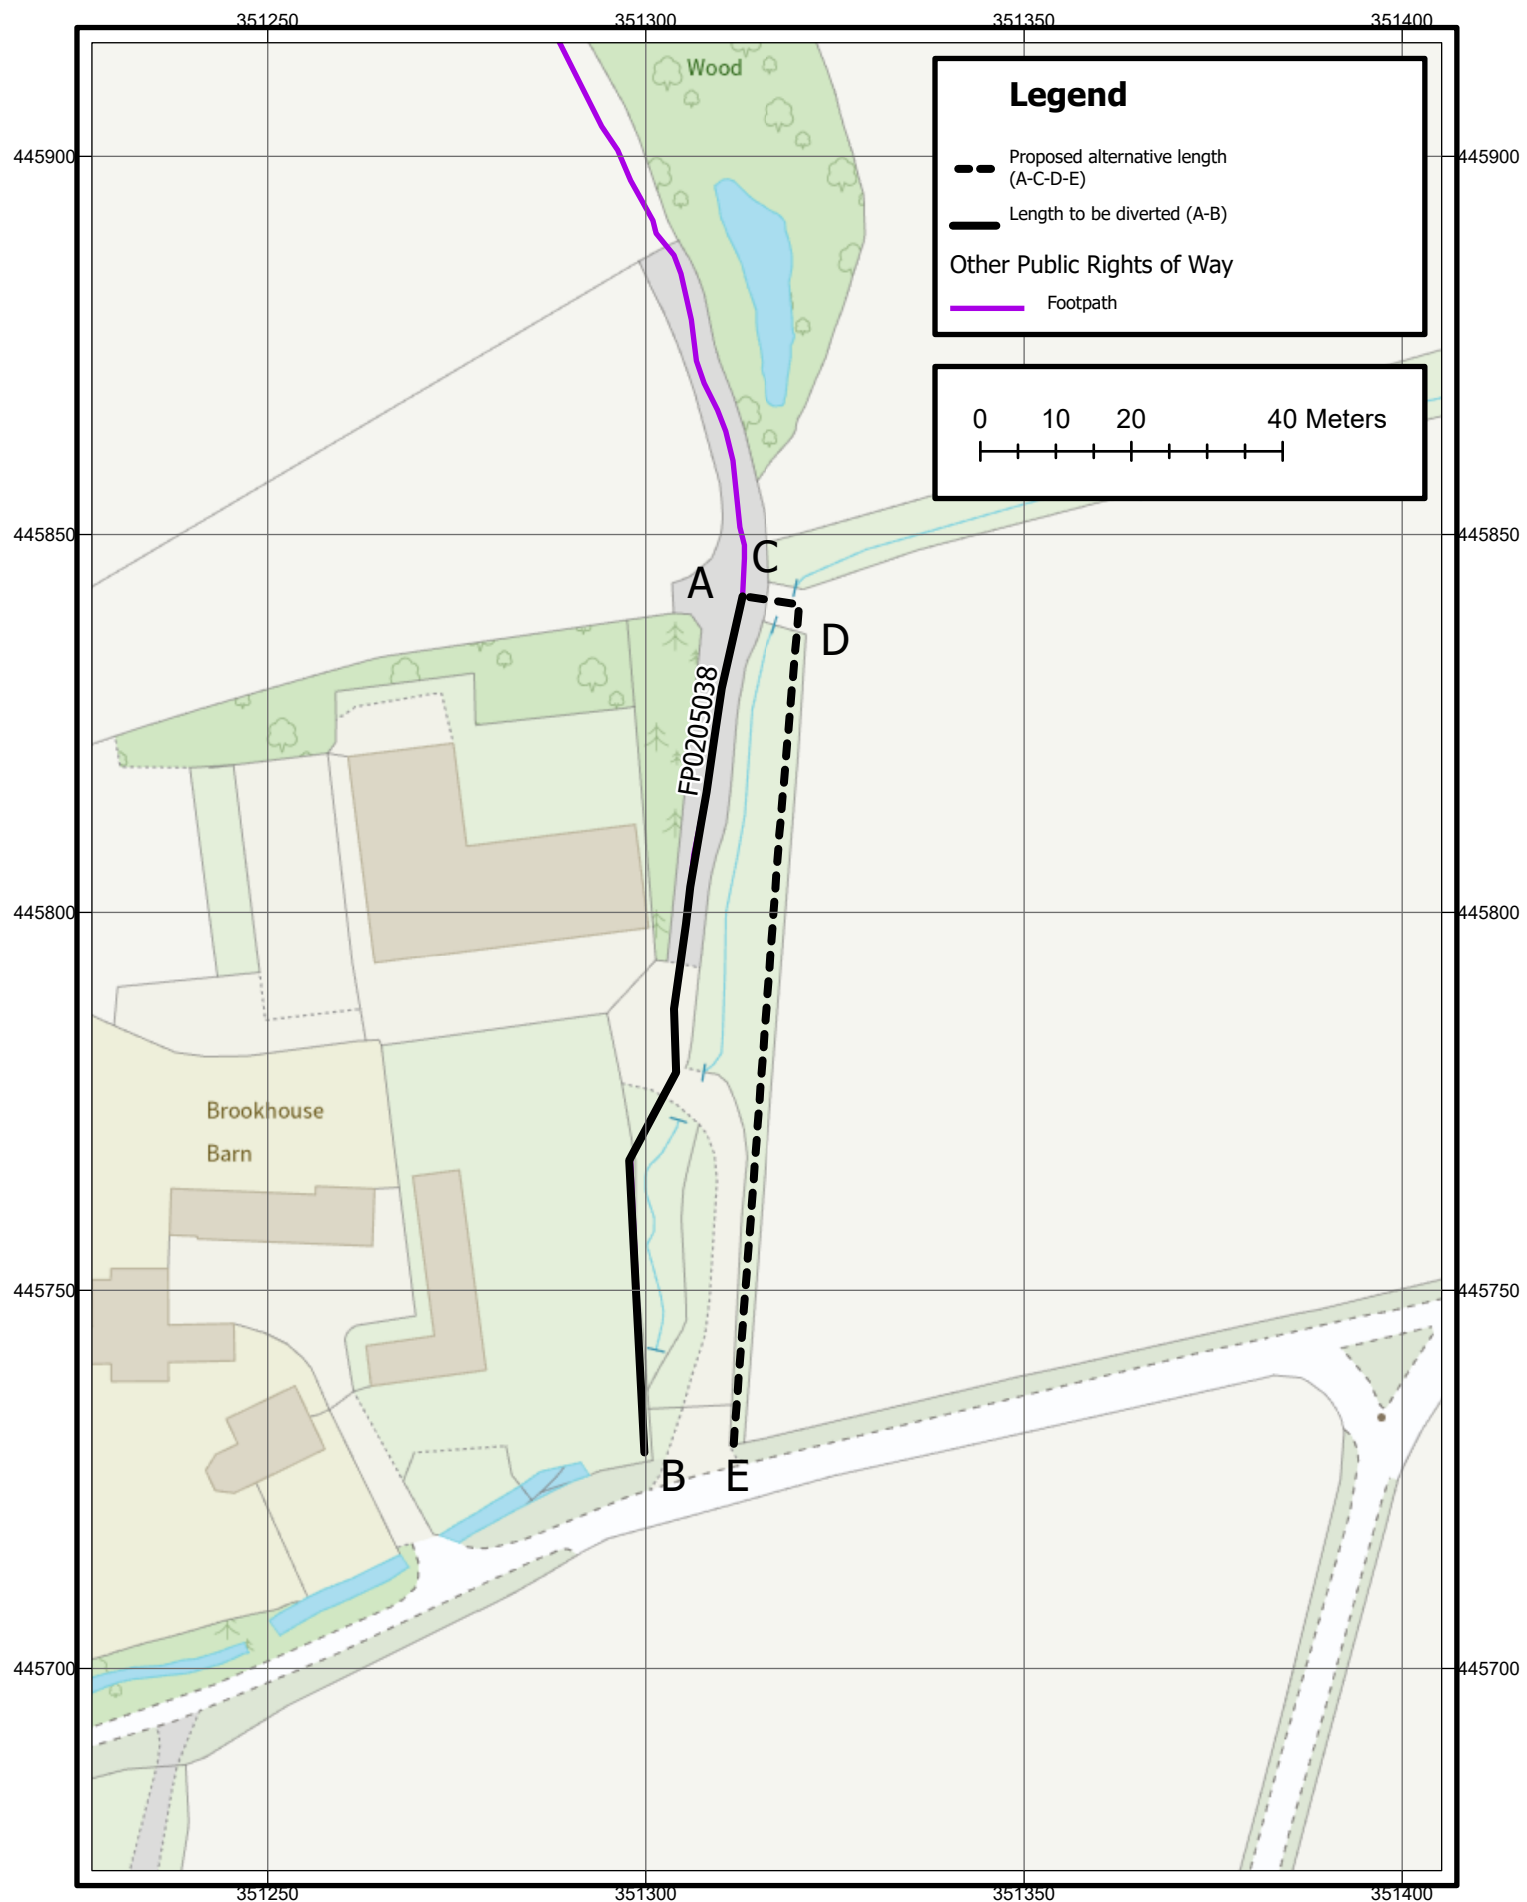 351250 351300 351350 351400
Wood
Legend
445900 445900
Proposed alternative length
(A-C-D-E)
Length to be diverted (A-B)
Other Public Rights of Way
Footpath
0 10 20 40 Meters
445850 445850
C
A
D
FP0205038
445800 445800
Brookhouse
Barn
445750 445750
B E
445700 445700
351250 351300 351350 351400